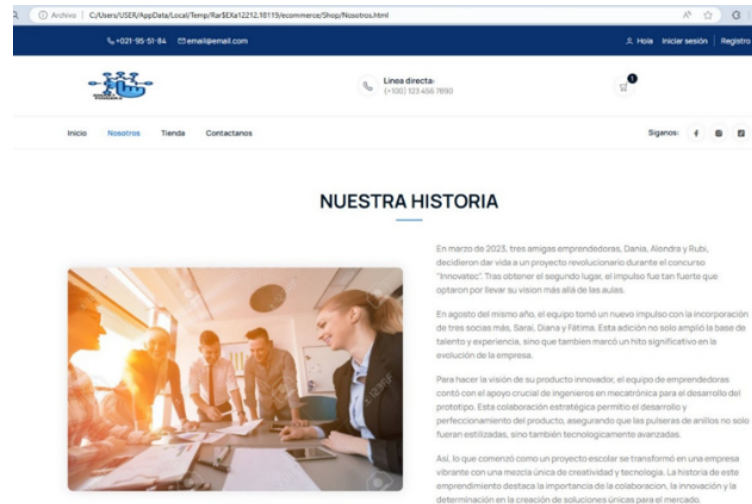 Archivo | C:/Users/USER/AppData/Local/Temp/Rar$EXa12212.18119/ecommerce/Shop/Nosotros.html
+021-95-51-84 email@email.com
Hola Iniciar sesión Registro
Linea directa:
(+100) 123 456 7890
1
Inicio Nosotros Tienda Contactanos
Siganos:
NUESTRA HISTORIA
En marzo de 2023, tres amigas emprendedoras, Dania, Alondra y Rubi,
decidieron dar vida a un proyecto revolucionario durante el concurso
"Innovatec". Tras obtener el segundo lugar, el impulso fue tan fuerte que
optaron por llevar su vision más allá de las aulas.
En agosto del mismo año, el equipo tomó un nuevo impulso con la incorporación
de tres socias más, Saraí, Diana y Fátima. Esta adición no solo amplió la base de
talento y experiencia, sino que tambien marcó un hito significativo en la
evolución de la empresa.
Para hacer la visión de su producto innovador, el equipo de emprendedoras
contó con el apoyo crucial de ingenieros en mecatrónica para el desarrollo del
prototipo. Esta colaboración estratégica permitio el desarrollo y
perfeccionamiento del producto, asegurando que las pulseras de anillos no solo
fueran estilizadas, sino también tecnologicamente avanzadas.
Así, lo que comenzó como un proyecto escolar se transformó en una empresa
vibrante con una mezcla única de creatividad y tecnologia. La historia de este
emprendimiento destaca la importancia de la colaboracion, la innovación y la
determinación en la creación de soluciones únicas para el mercado.